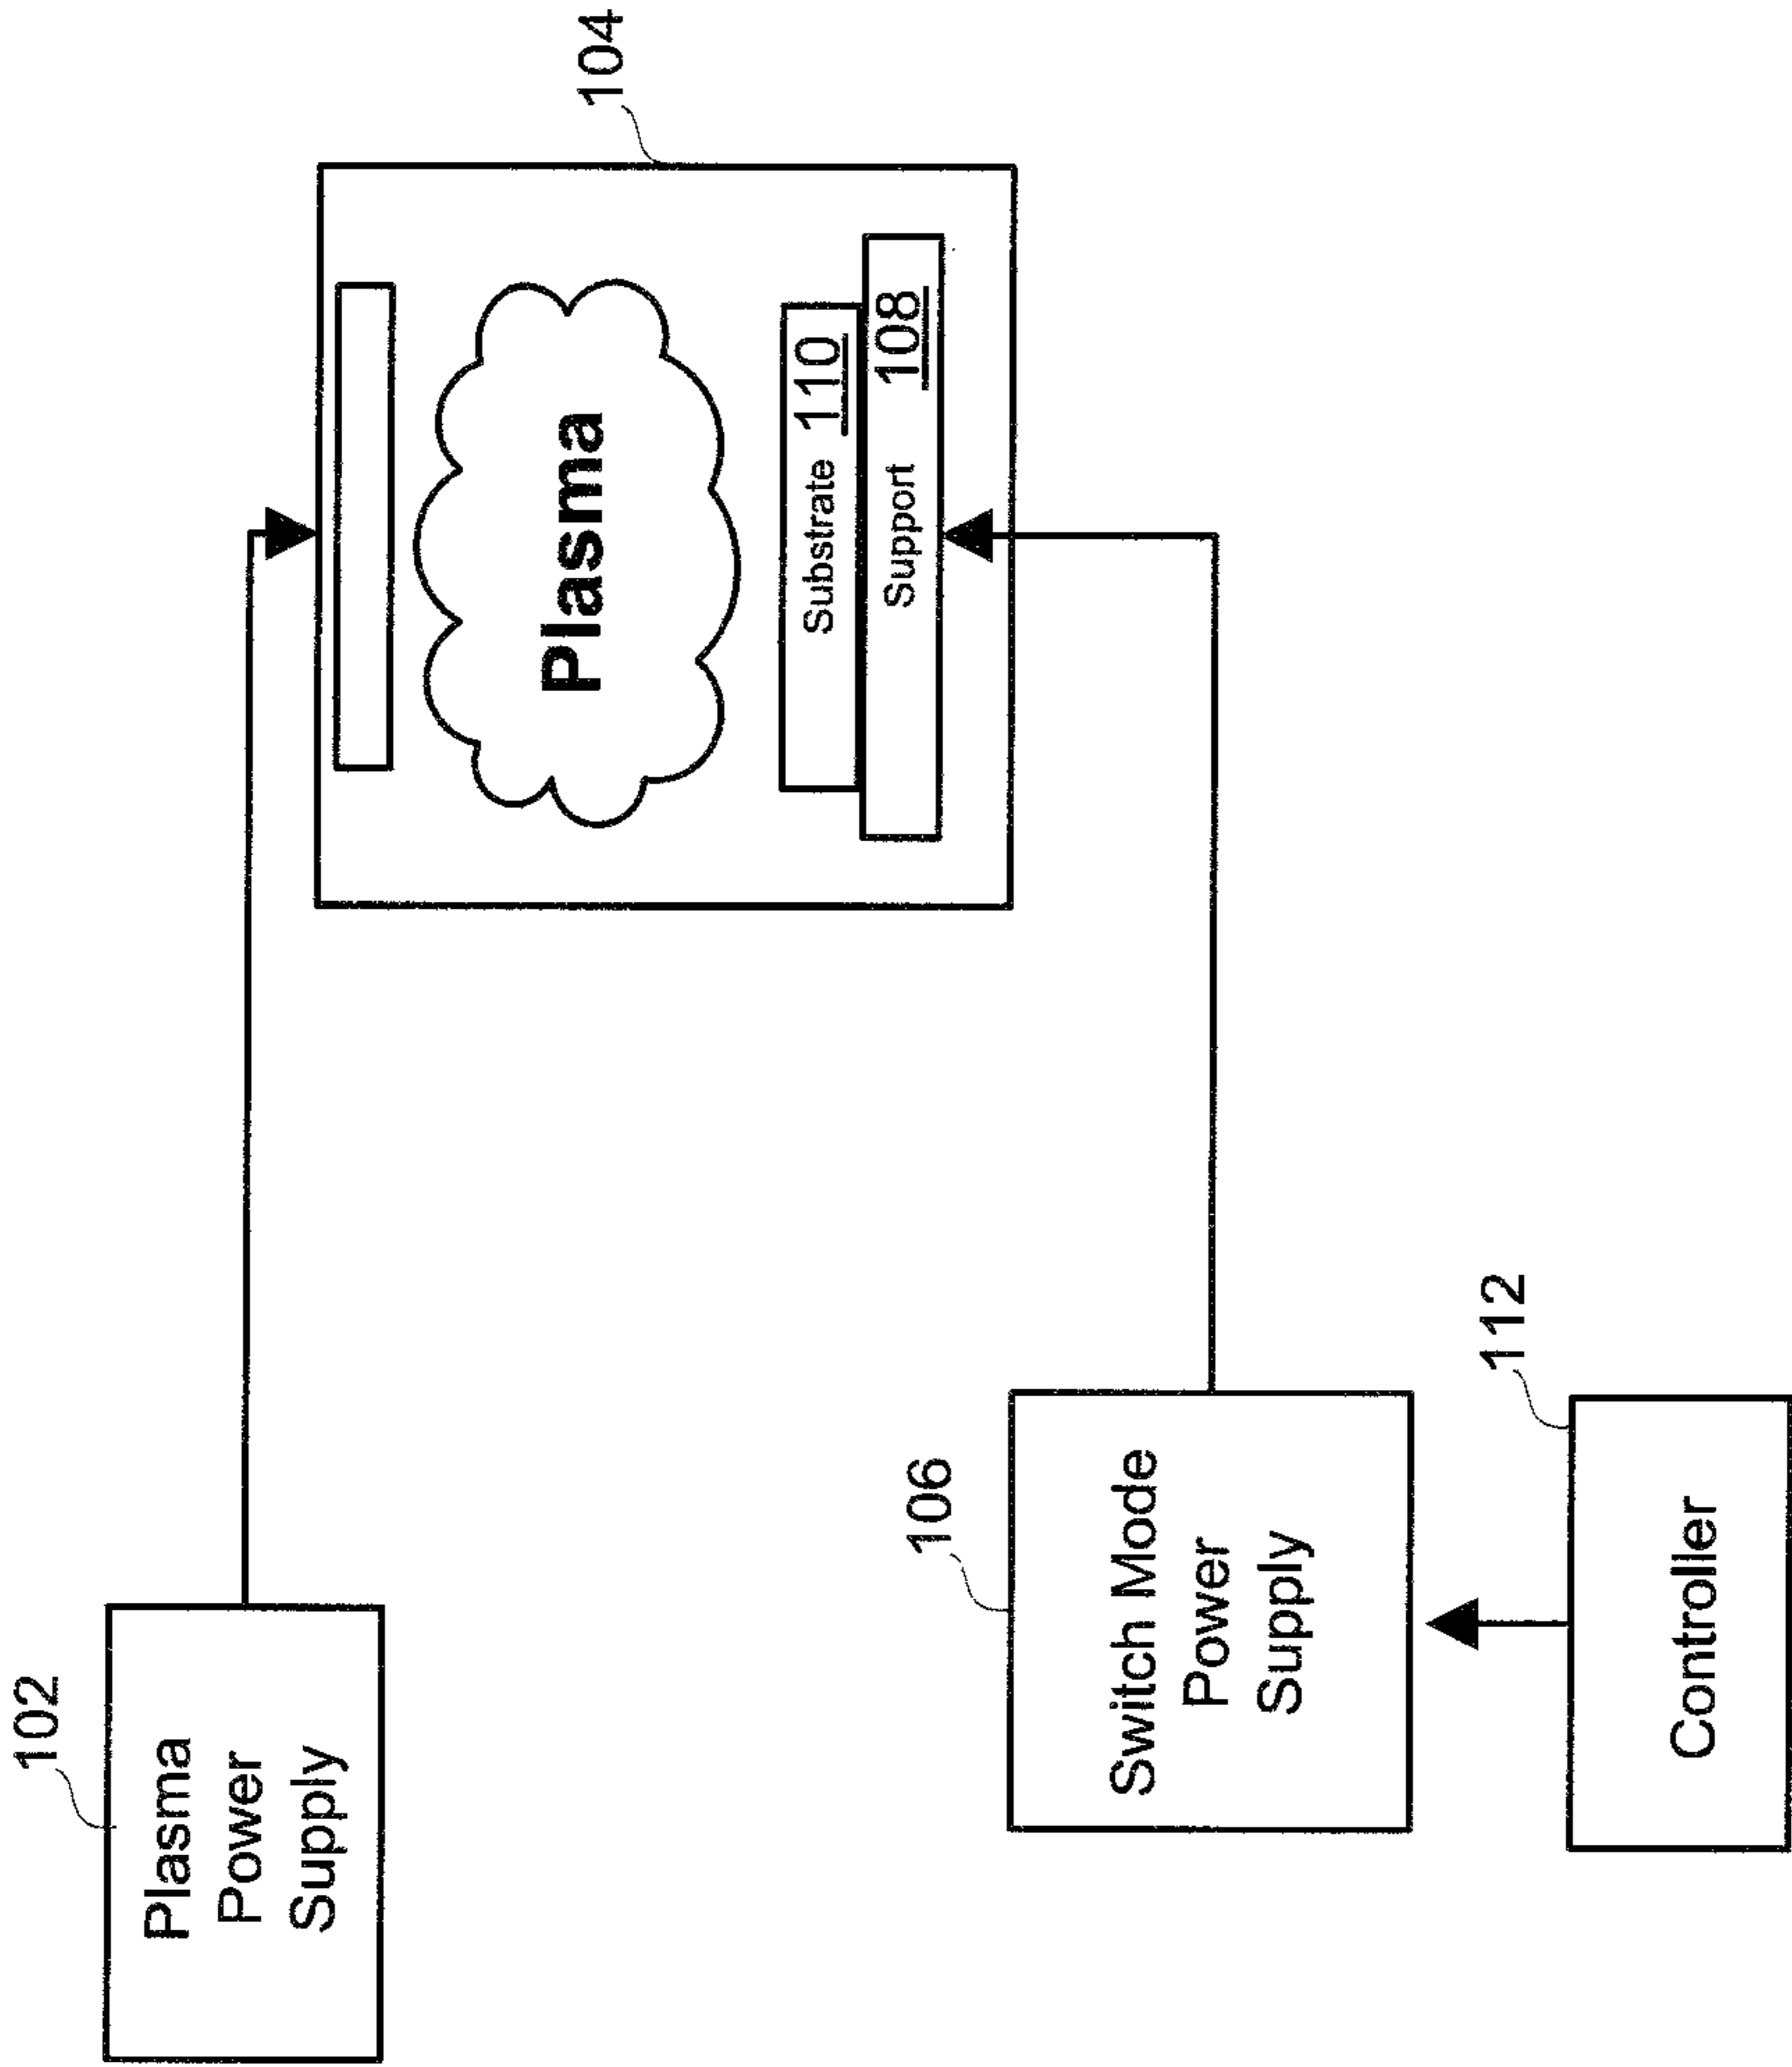 102
Plasma
Power
Supply
104
Plasma
Substrate 110
Support 108
106
Switch Mode
Power
Supply
112
Controller